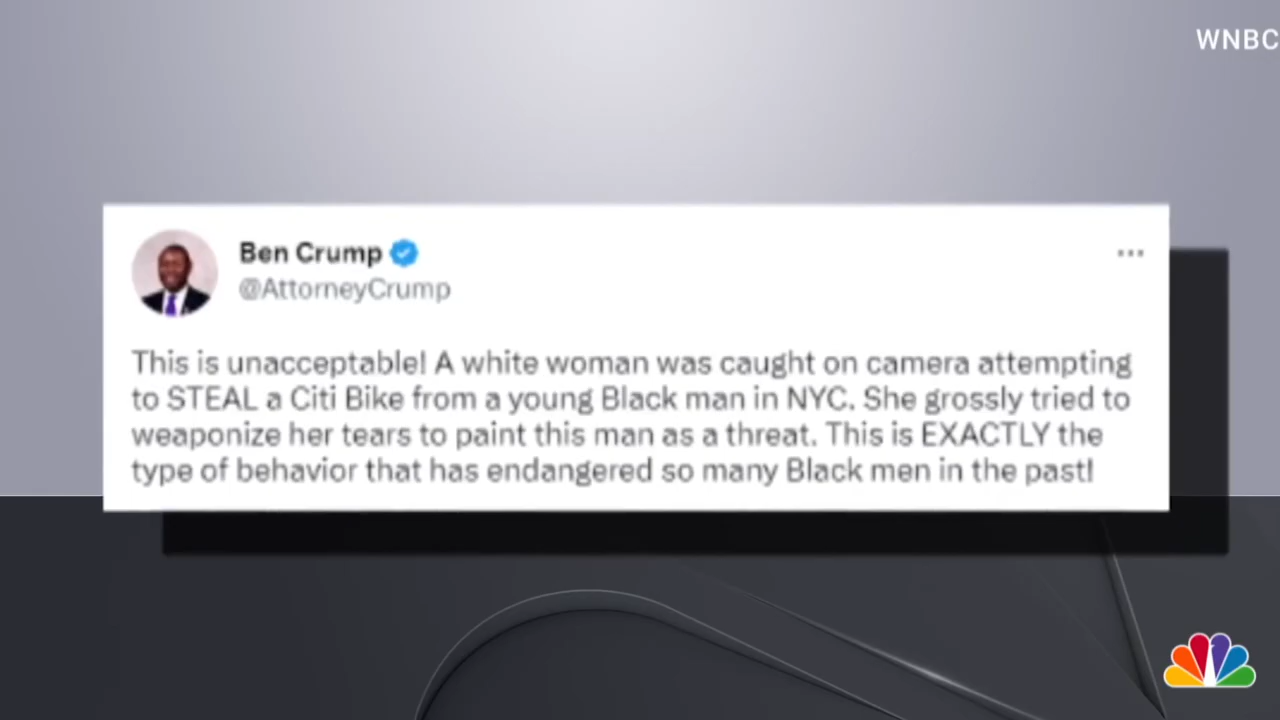 WNBC
Ben Crump
@AttorneyCrump
This is unacceptable! A white woman was caught on camera attempting
to STEAL a Citi Bike from a young Black man in NYC. She grossly tried to
weaponize her tears to paint this man as a threat. This is EXACTLY the
type of behavior that has endangered so many Black men in the past!